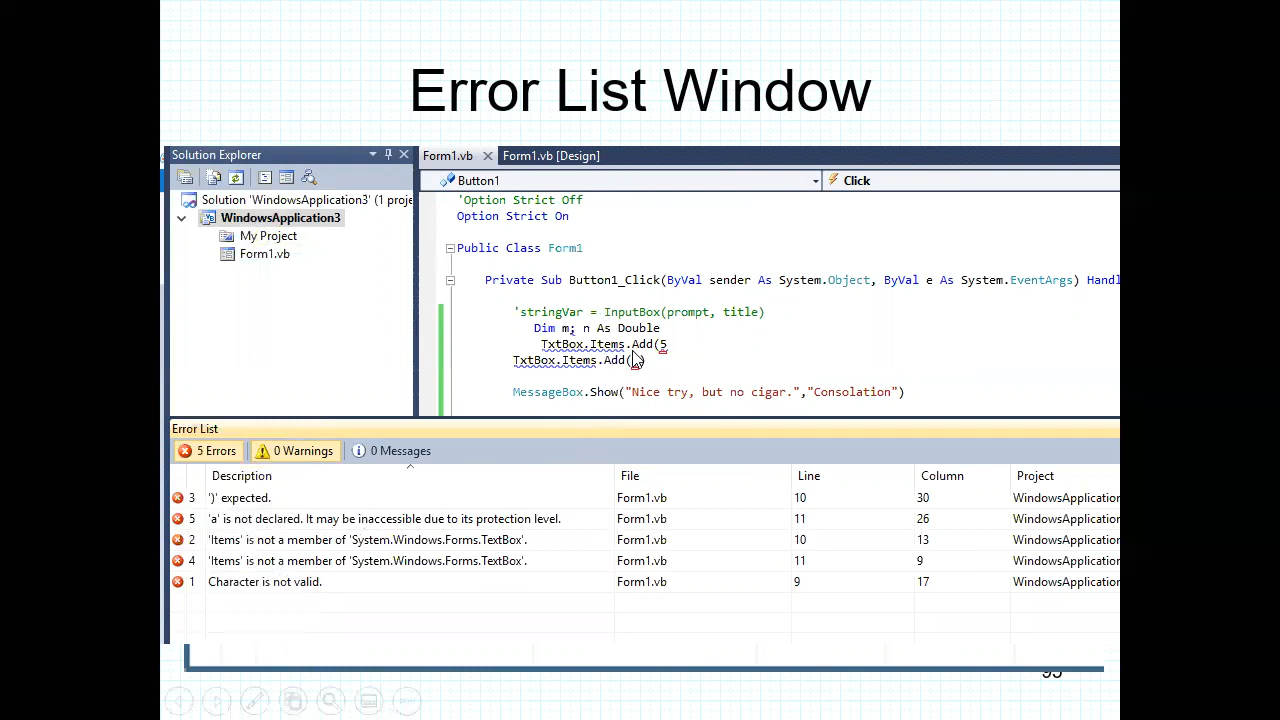 Error List Window
Solution Explorer
Form1.vb
Form1.vb [Design]
Button1
Click
Solution 'WindowsApplication3' (1 proje
WindowsApplication3
My Project
Form1.vb
'Option Strict Off
Option Strict On
Public Class Form1
Private Sub Button1_Click(ByVal sender As System.Object, ByVal e As System.EventArgs) Handl
'stringVar = InputBox(prompt, title)
Dim m; n As Double
TxtBox.Items.Add(5
TxtBox.Items.Add( )
MessageBox.Show("Nice try, but no cigar.","Consolation")
Error List
5 Errors
0 Warnings
0 Messages
Description File Line Column Project
3 ')' expected. Form1.vb 10 30 WindowsApplication
5 'a' is not declared. It may be inaccessible due to its protection level. Form1.vb 11 26 WindowsApplication
2 'Items' is not a member of 'System.Windows.Forms.TextBox'. Form1.vb 10 13 WindowsApplication
4 'Items' is not a member of 'System.Windows.Forms.TextBox'. Form1.vb 11 9 WindowsApplication
1 Character is not valid. Form1.vb 9 17 WindowsApplication